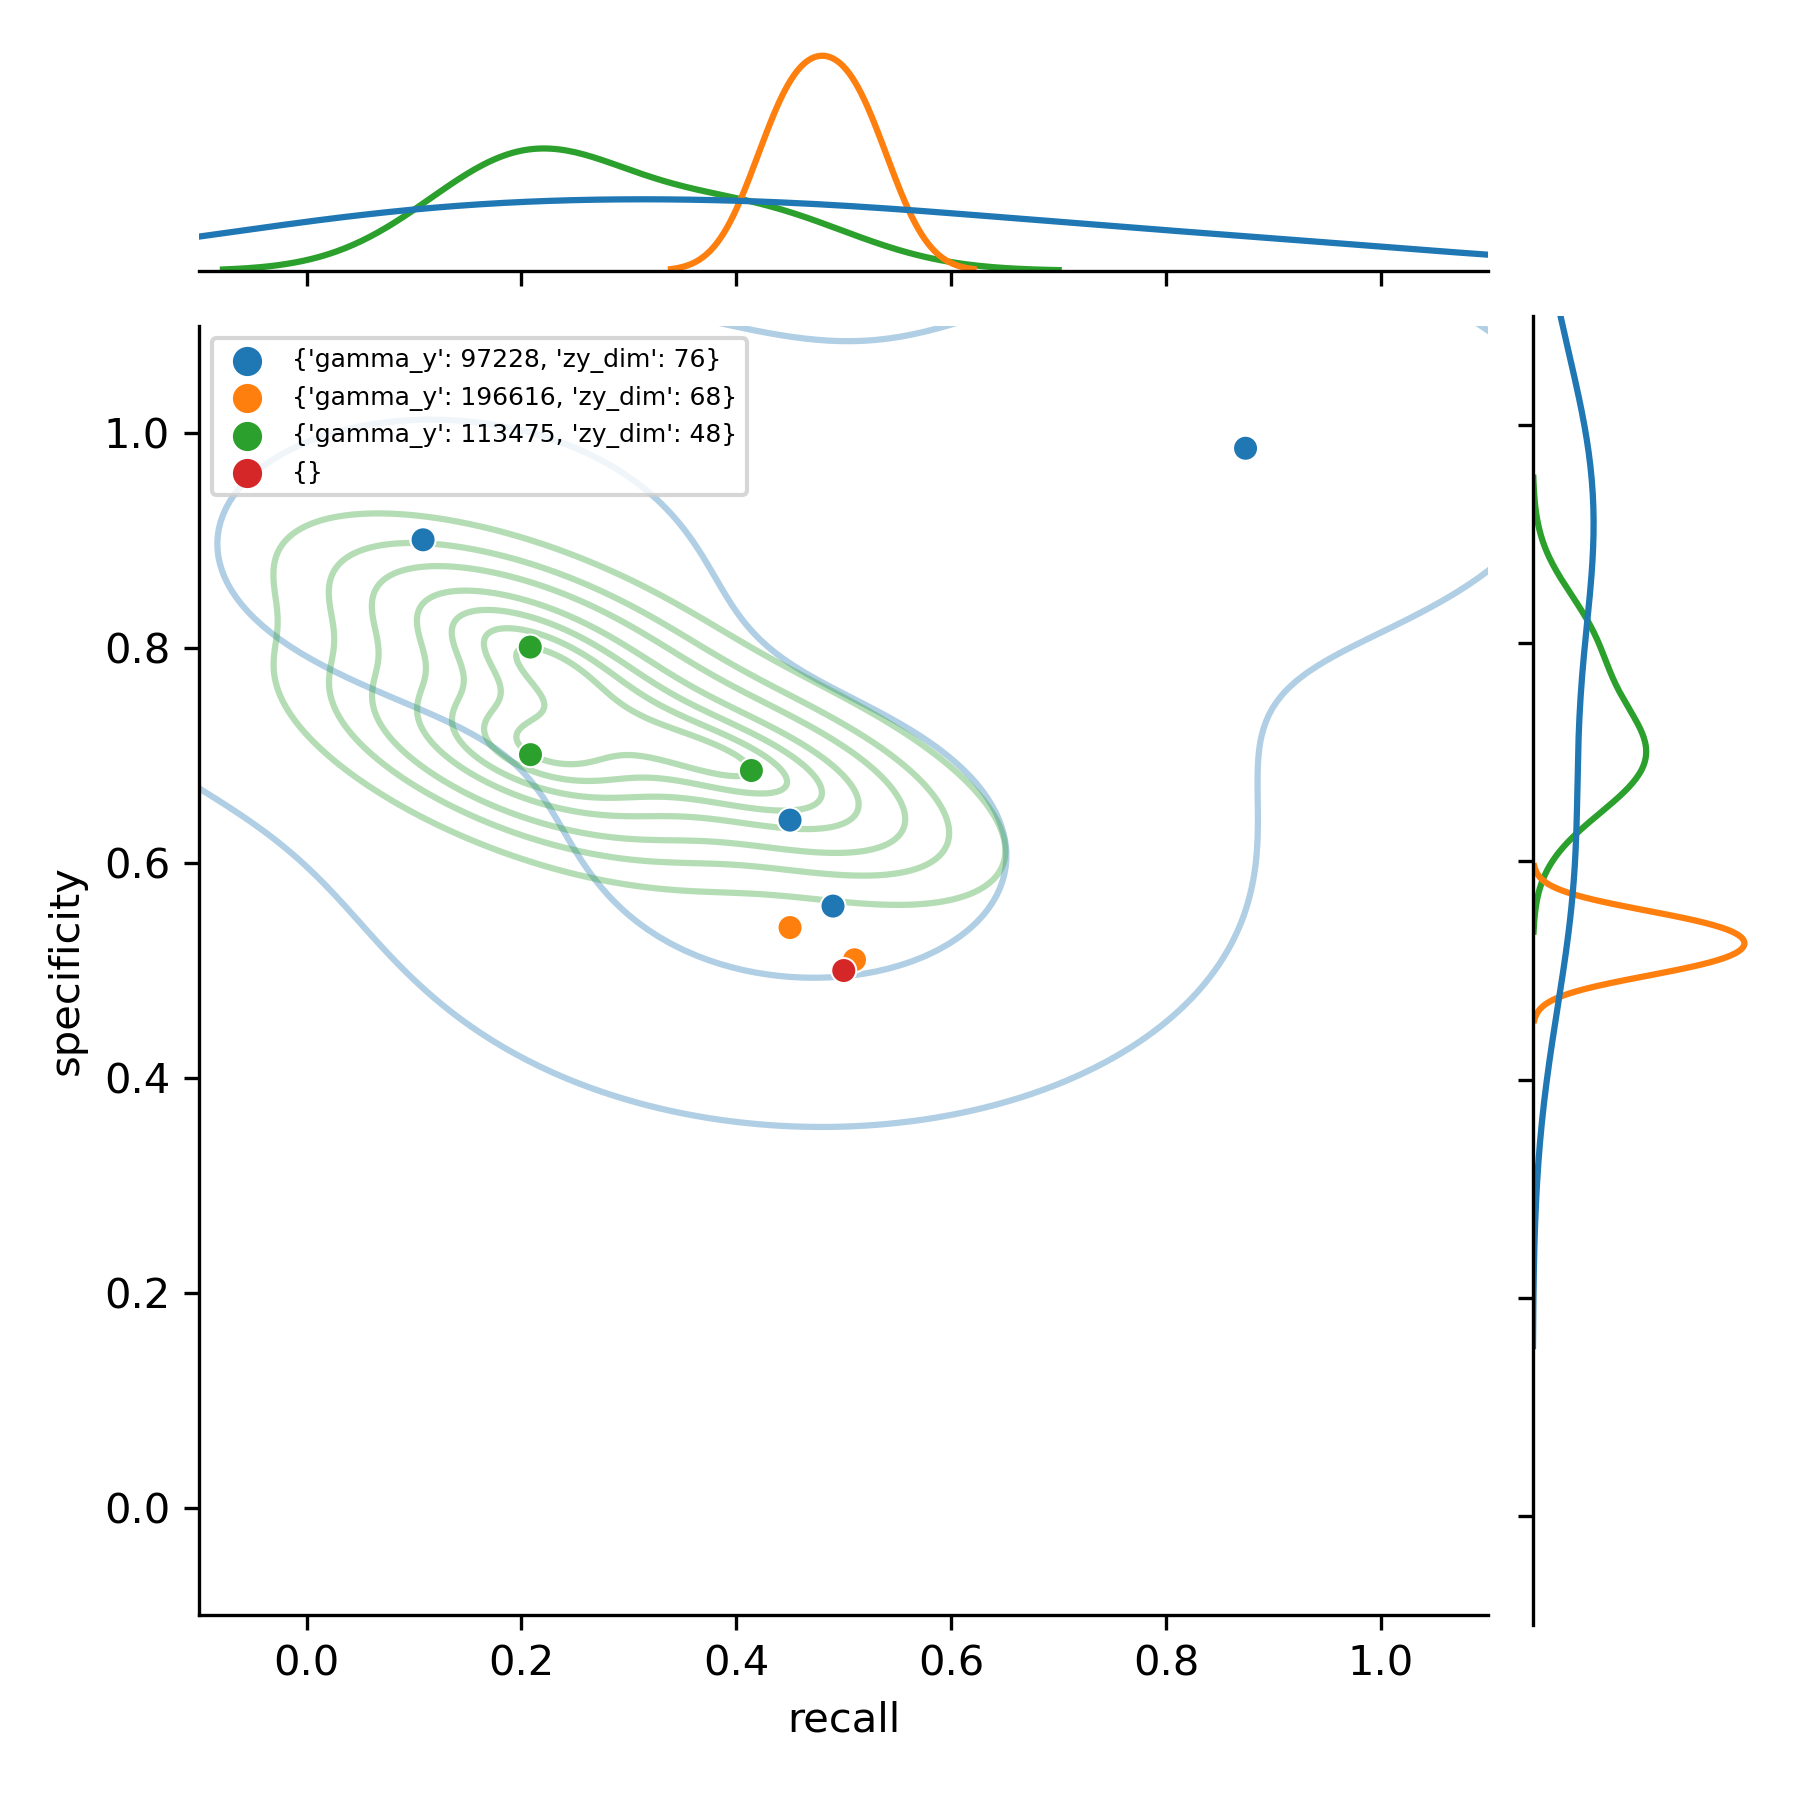 {'gamma_y': 97228, 'zy_dim': 76}
{'gamma_y': 196616, 'zy_dim': 68}
{'gamma_y': 113475, 'zy_dim': 48}
{}
1.0
0.8
0.6
0.4
0.2
0.0
specificity
0.0 0.2 0.4 0.6 0.8 1.0
recall